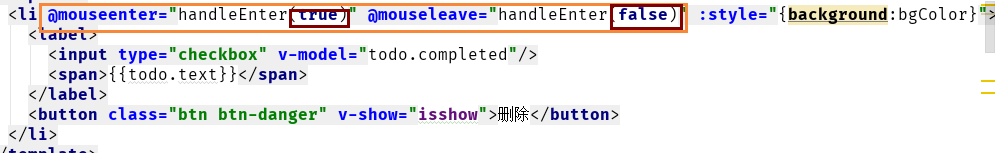 <li @mouseenter="handleEnter(true)" @mouseleave="handleEnter(false)" :style="{background:bgColor}">
<label>
<input type="checkbox" v-model="todo.completed"/>
<span>{{todo.text}}</span>
</label>
<button class="btn btn-danger" v-show="isshow">删除</button>
</li>
</template>